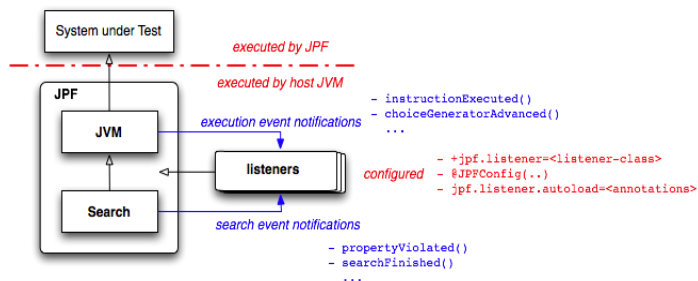 System under Test
executed by JPF
executed by host JVM
JPF
JVM
execution event notifications
- instructionExecuted()
- choiceGeneratorAdvanced()
...
listeners
configured
- +jpf.listener=<listener-class>
- @JPFConfig(..)
- jpf.listener.autoload=<annotations>
Search
search event notifications
- propertyViolated()
- searchFinished()
...